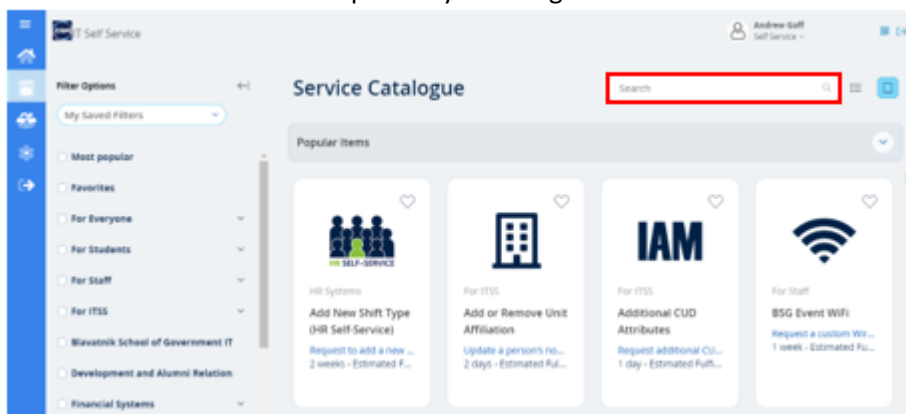 IT Self Service
Andrew Goff
Self Service
Filter Options
My Saved Filters
Most popular
Favorites
For Everyone
For Students
For Staff
For ITSS
Blavatnik School of Government IT
Development and Alumni Relation
Financial Systems
Service Catalogue
Search
Popular Items
HR SELF-SERVICE
HR Systems
Add New Shift Type
(HR Self-Service)
Request to add a new ...
2 weeks - Estimated F...
For ITSS
Add or Remove Unit
Affiliation
Update a person's no...
2 days - Estimated Ful...
IAM
For ITSS
Additional CUD
Attributes
Request additional CU...
1 day - Estimated Fulfi...
For Staff
BSG Event WiFi
Request a custom Wir...
1 week - Estimated Fu...